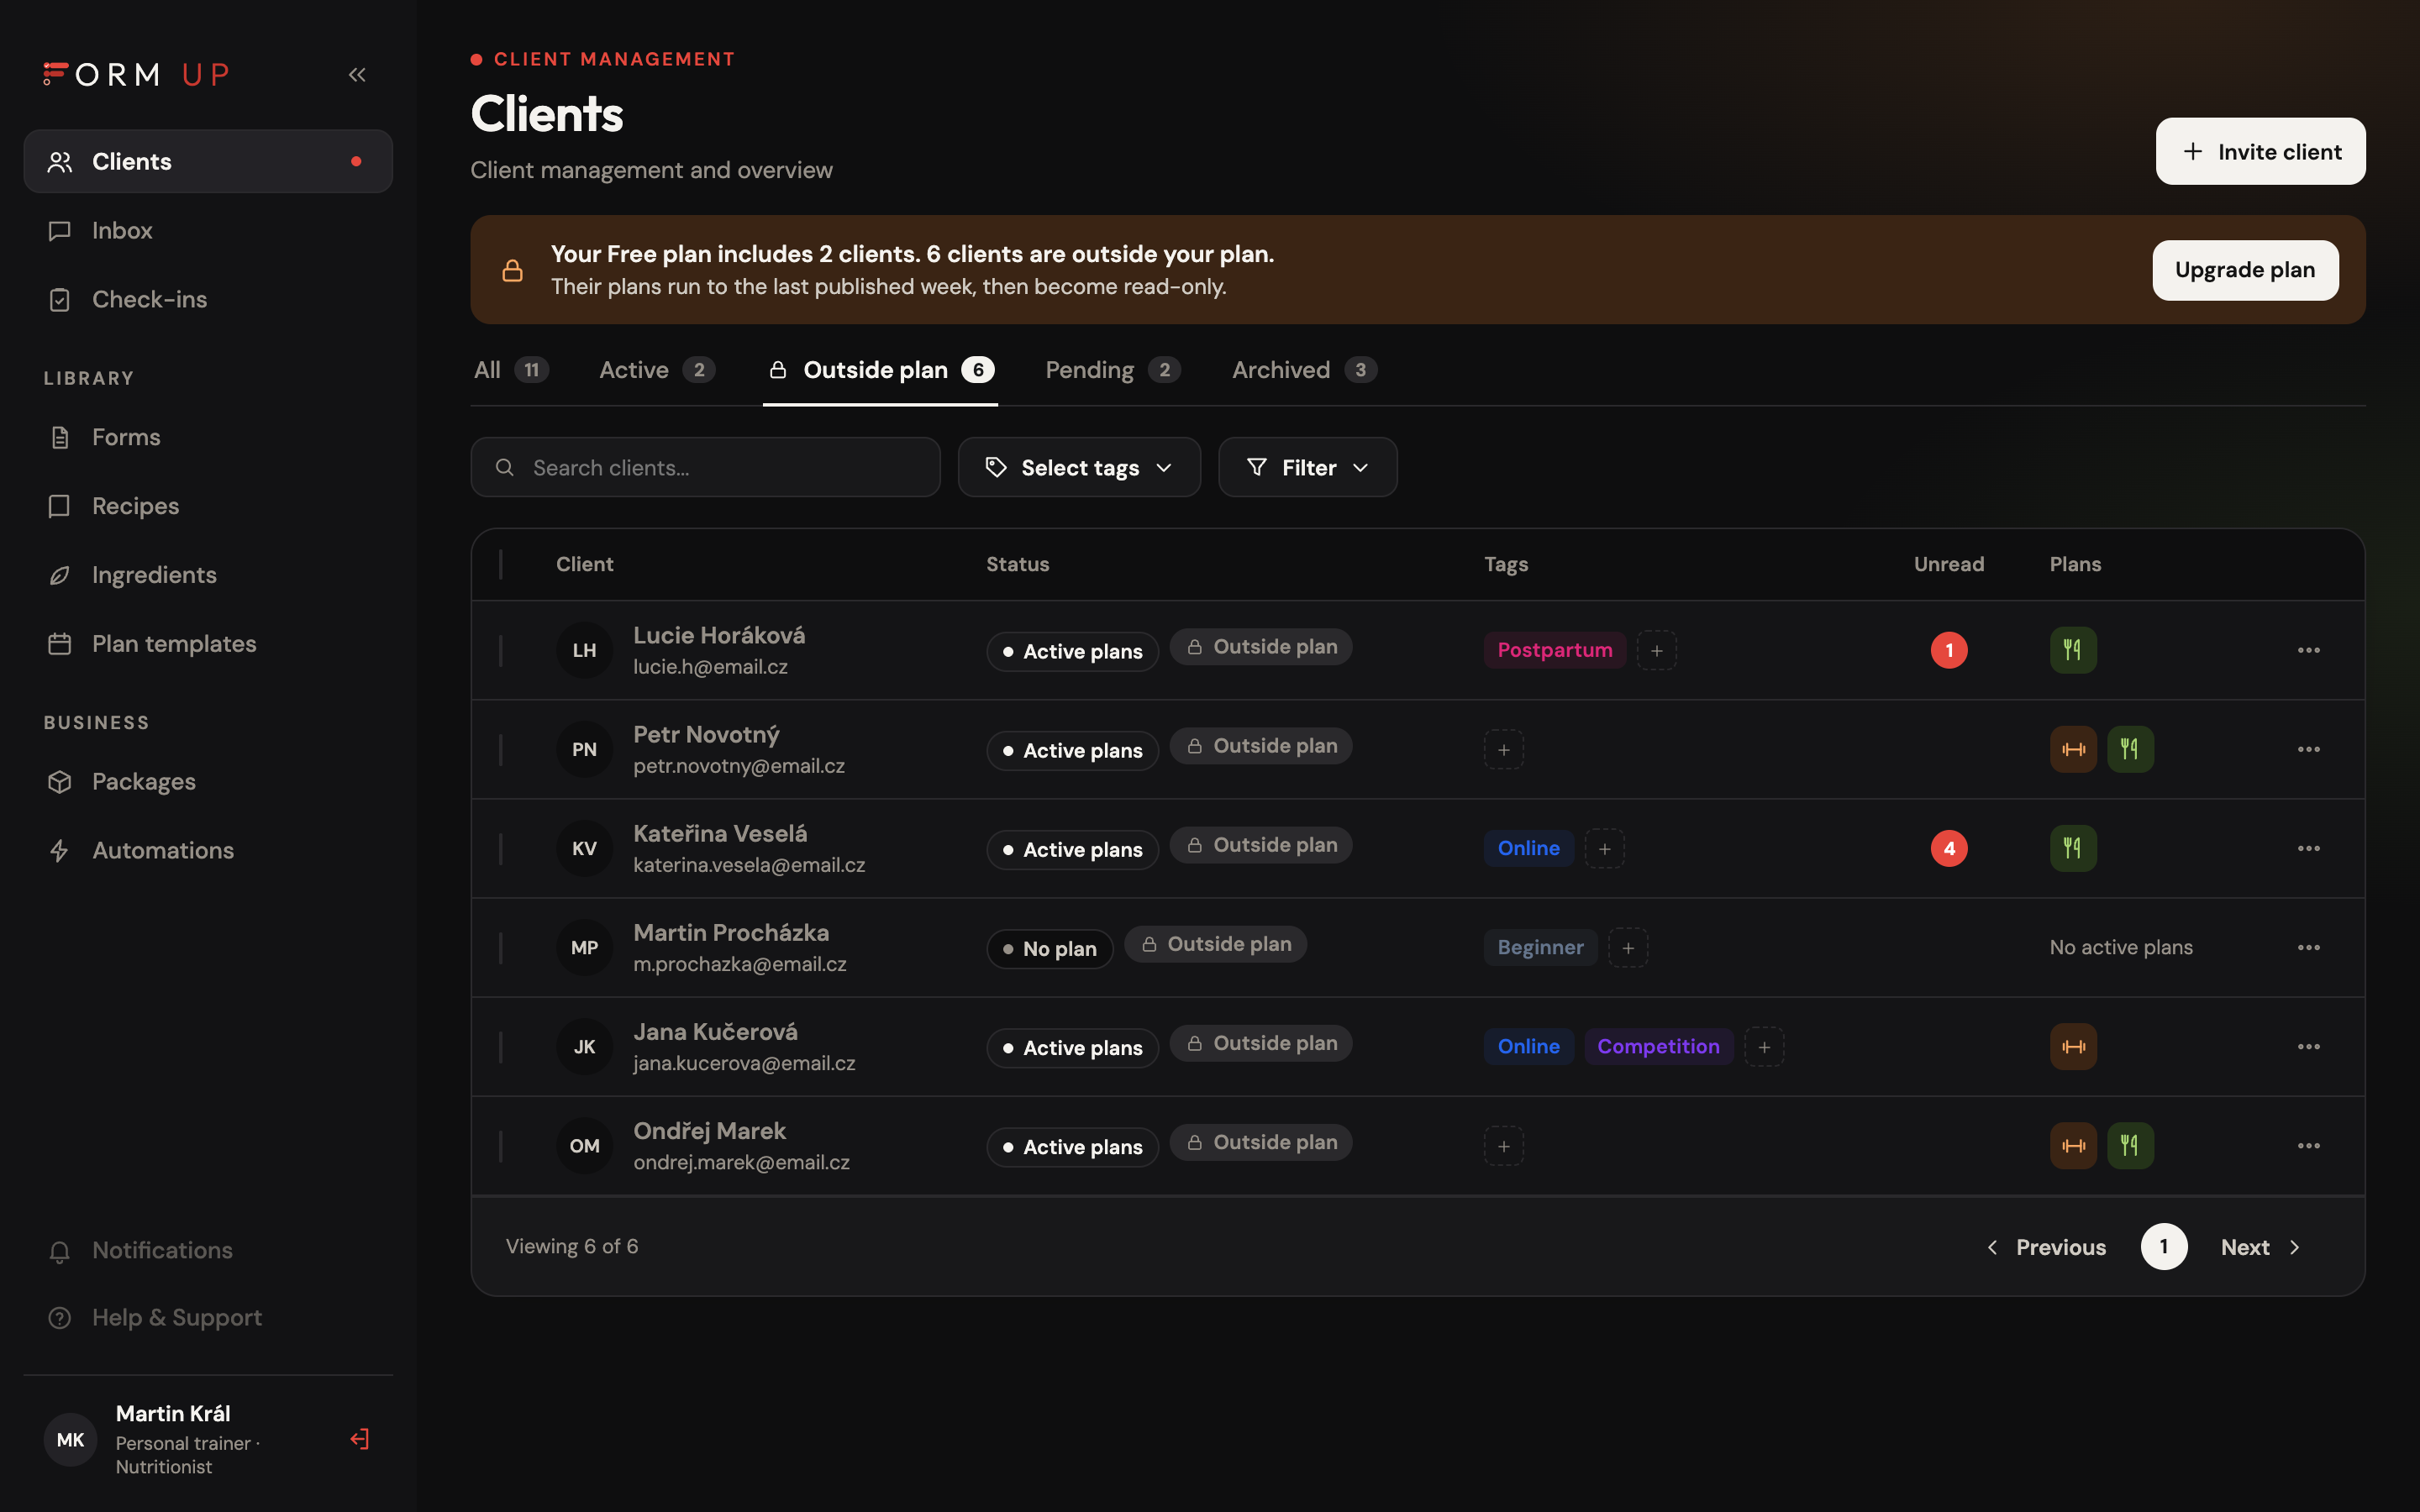 FORM UP
Clients
Inbox
Check-ins
LIBRARY
Forms
Recipes
Ingredients
Plan templates
BUSINESS
Packages
Automations
Notifications
Help & Support
MK
Martin Král
Personal trainer ·
Nutritionist
CLIENT MANAGEMENT
Clients
Client management and overview
+ Invite client
Your Free plan includes 2 clients. 6 clients are outside your plan.
Their plans run to the last published week, then become read-only.
Upgrade plan
All 11 Active 2 Outside plan 6 Pending 2 Archived 3
Search clients... Select tags Filter
Client Status Tags Unread Plans
LH Lucie Horáková Active plans Outside plan Postpartum + 1
lucie.h@email.cz
PN Petr Novotný Active plans Outside plan +
petr.novotny@email.cz
KV Kateřina Veselá Active plans Outside plan Online + 4
katerina.vesela@email.cz
MP Martin Procházka No plan Outside plan Beginner + No active plans
m.prochazka@email.cz
JK Jana Kučerová Active plans Outside plan Online Competition +
jana.kucerova@email.cz
OM Ondřej Marek Active plans Outside plan +
ondrej.marek@email.cz
Viewing 6 of 6 Previous 1 Next